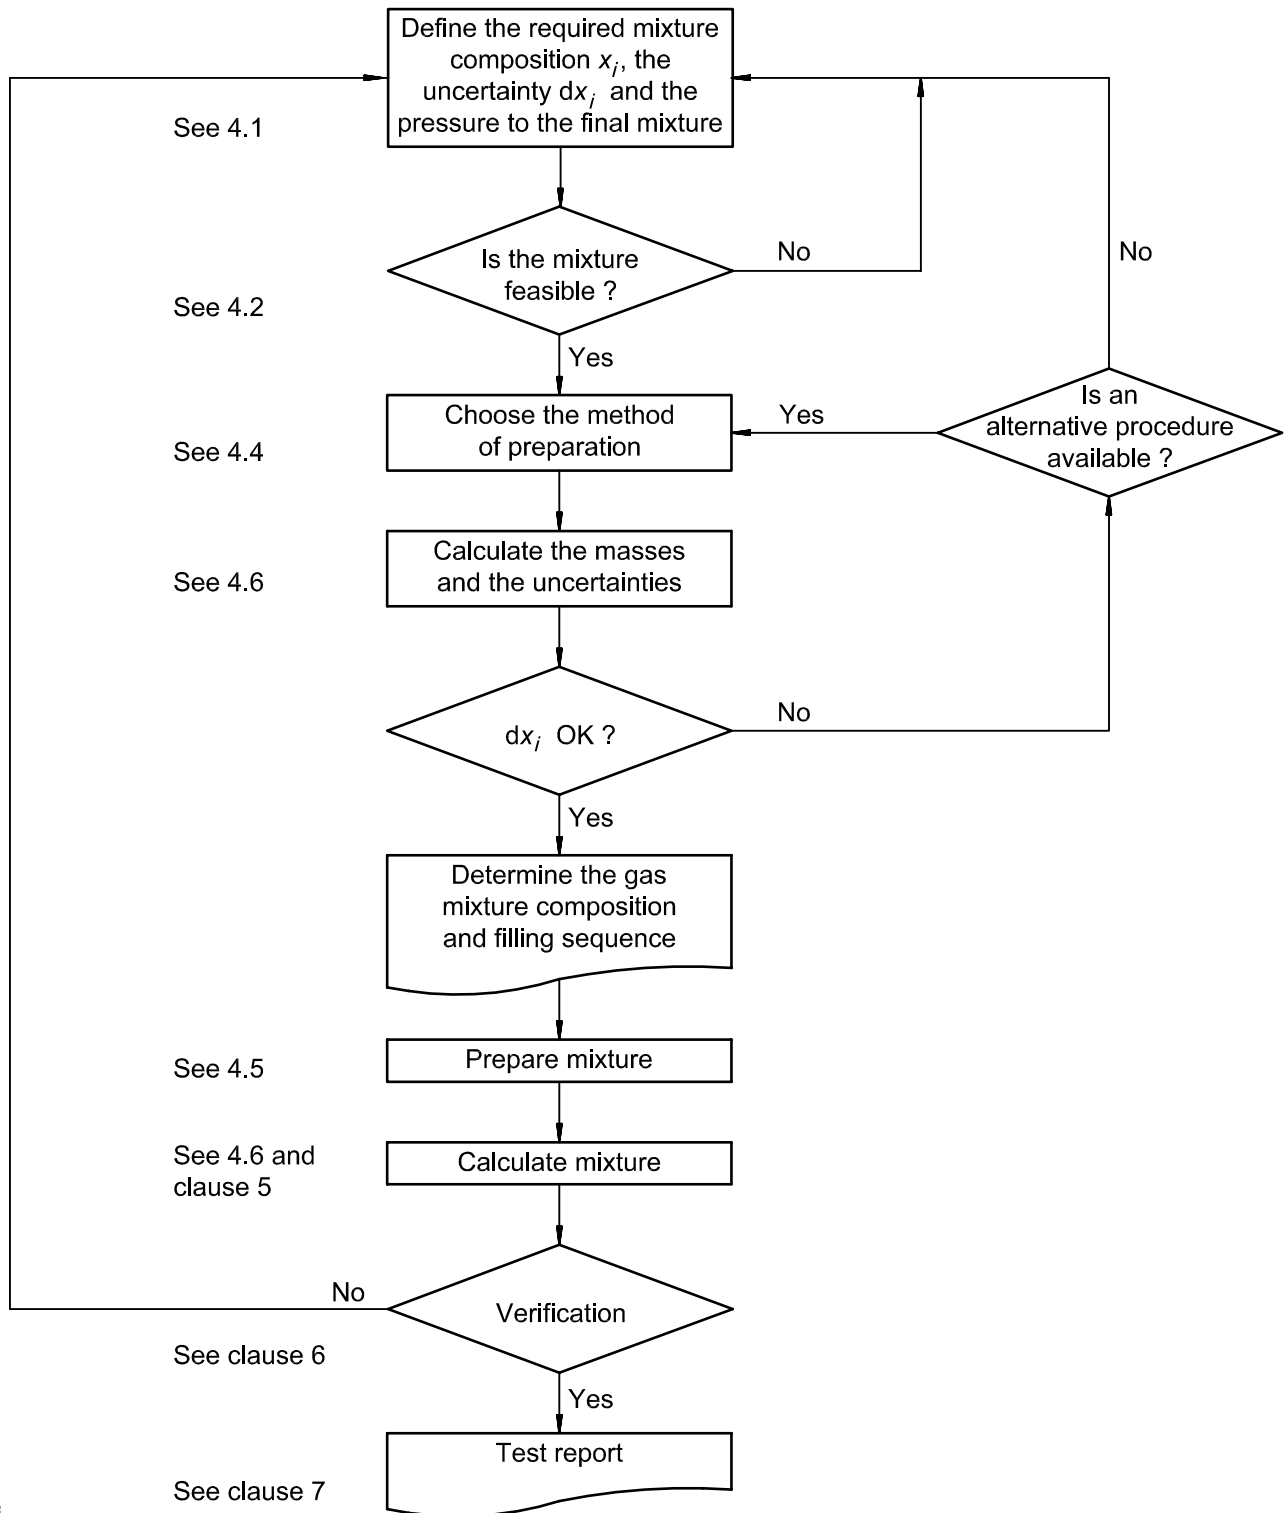 Define the required mixture
composition xi, the
uncertainty dxi and the
pressure to the final mixture
See 4.1
Is the mixture
feasible ?
No
No
See 4.2
Yes
Choose the method
of preparation
Yes
Is an
alternative procedure
available ?
See 4.4
Calculate the masses
and the uncertainties
See 4.6
dxi OK ?
No
Yes
Determine the gas
mixture composition
and filling sequence
Prepare mixture
See 4.5
Calculate mixture
See 4.6 and
clause 5
No
Verification
See clause 6
Yes
Test report
See clause 7